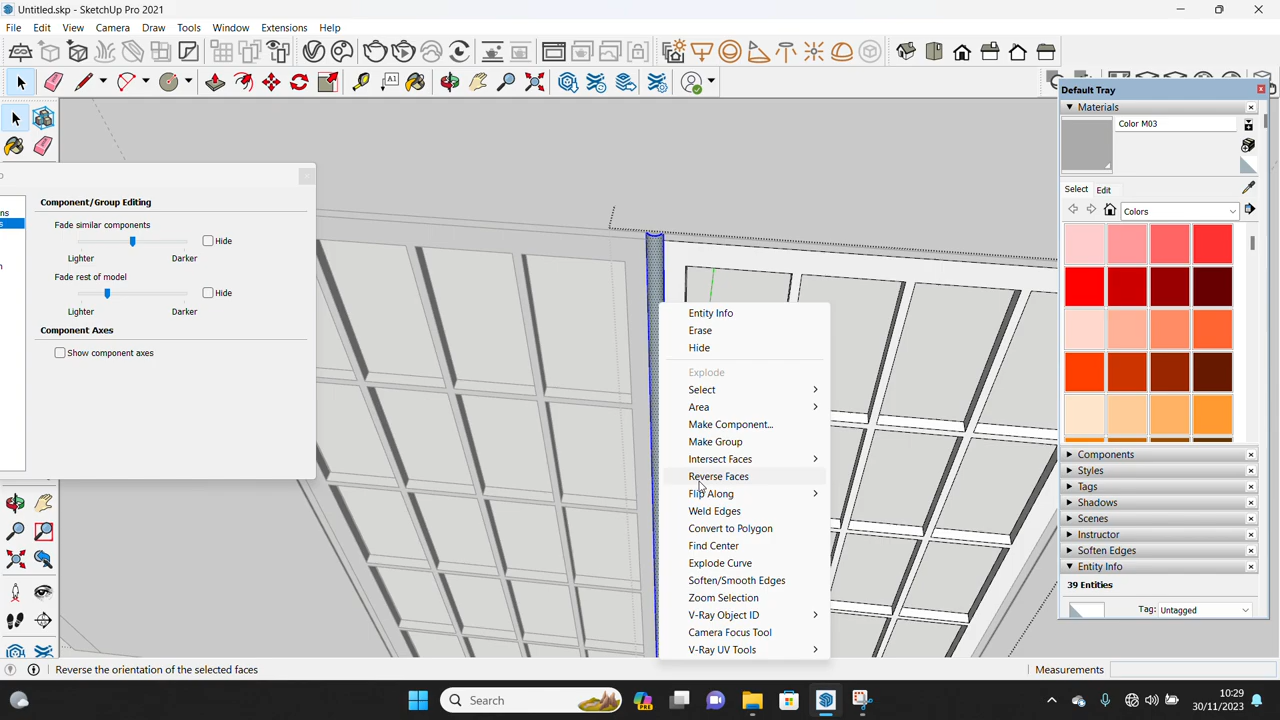 Untitled.skp - SketchUp Pro 2021
File Edit View Camera Draw Tools Window Extensions Help
Default Tray
Materials
Color M03
Select Edit
Colors
Component/Group Editing
Fade similar components
Hide
Lighter Darker
Fade rest of model
Hide
Lighter Darker
Component Axes
Show component axes
Entity Info
Erase
Hide
Explode
Select
Area
Make Component...
Make Group
Intersect Faces
Reverse Faces
Flip Along
Weld Edges
Convert to Polygon
Find Center
Explode Curve
Soften/Smooth Edges
Zoom Selection
V-Ray Object ID
Camera Focus Tool
V-Ray UV Tools
Components
Styles
Tags
Shadows
Scenes
Instructor
Soften Edges
Entity Info
39 Entities
Tag: Untagged
Reverse the orientation of the selected faces
Measurements
Search
PRE
10:29
30/11/2023